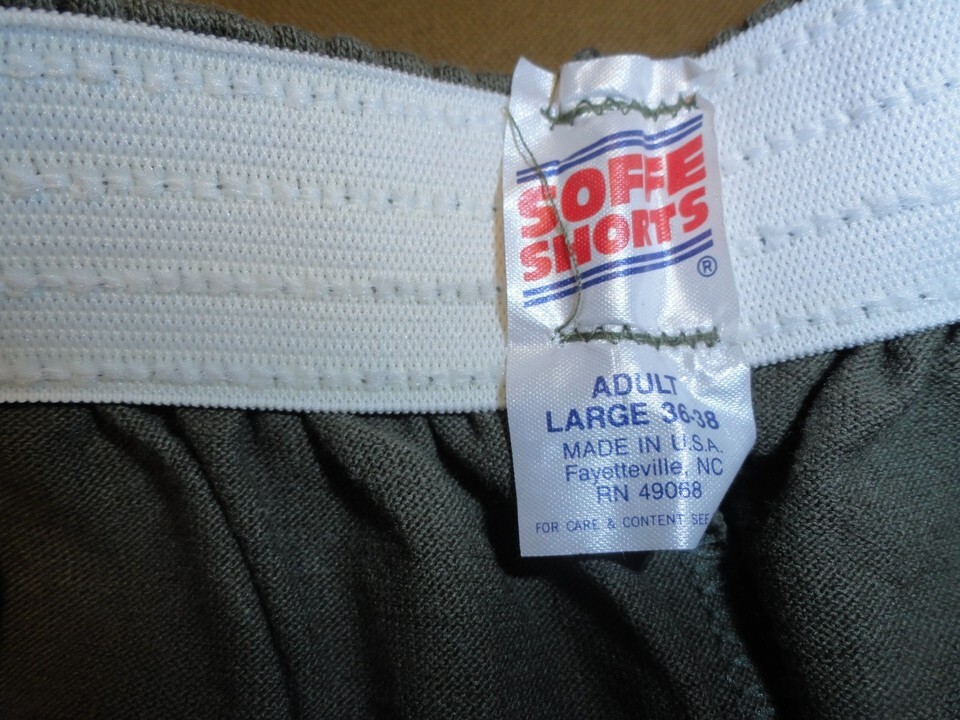 SOFFE
SHORTS
®
ADULT
LARGE 36-38
MADE IN U.S.A.
Fayetteville, NC
RN 49068
FOR CARE & CONTENT SEE